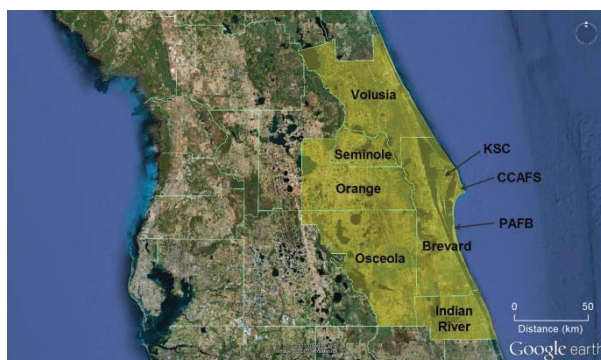 Volusia
Seminole
KSC
CCAFS
Orange
PAFB
Brevard
Osceola
Indian
River
0 50
Distance (km)
Google earth